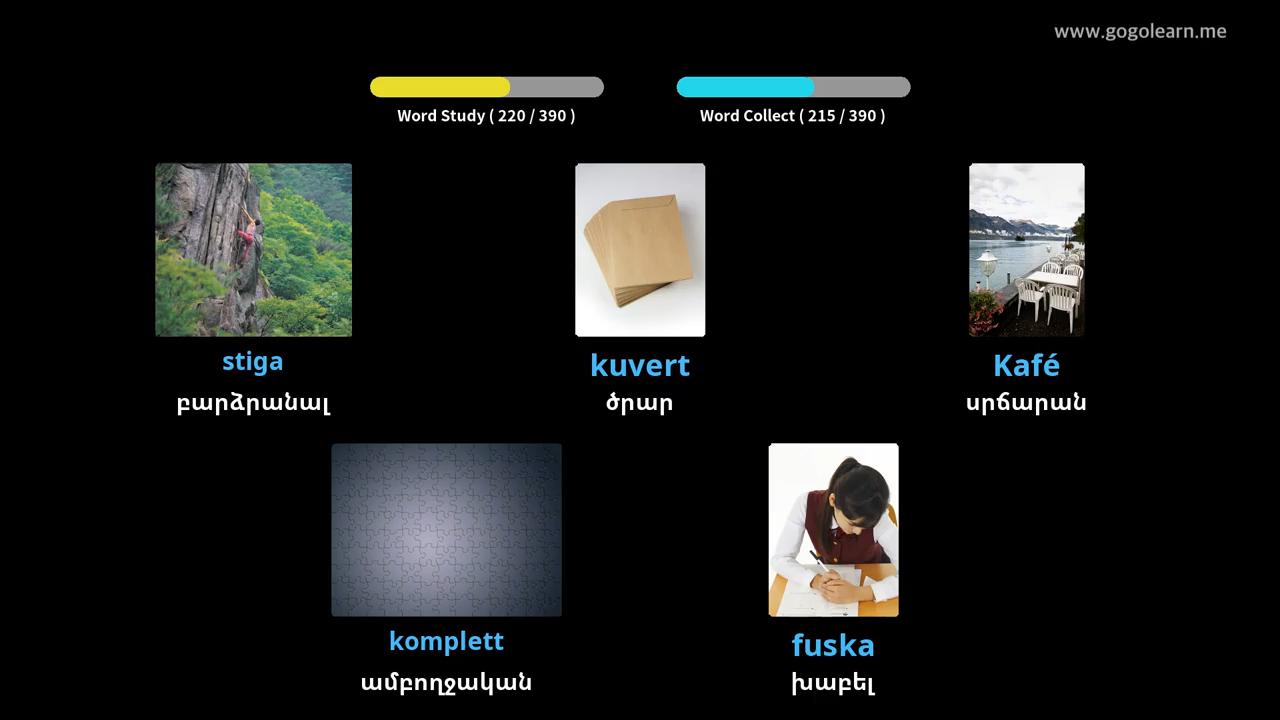 www.gogolearn.me
Word Study ( 220 / 390 )
Word Collect ( 215 / 390 )
stiga
kuvert
Kafé
բարձրանալ
ծրար
սրճարան
komplett
fuska
ամբողջական
խաբել